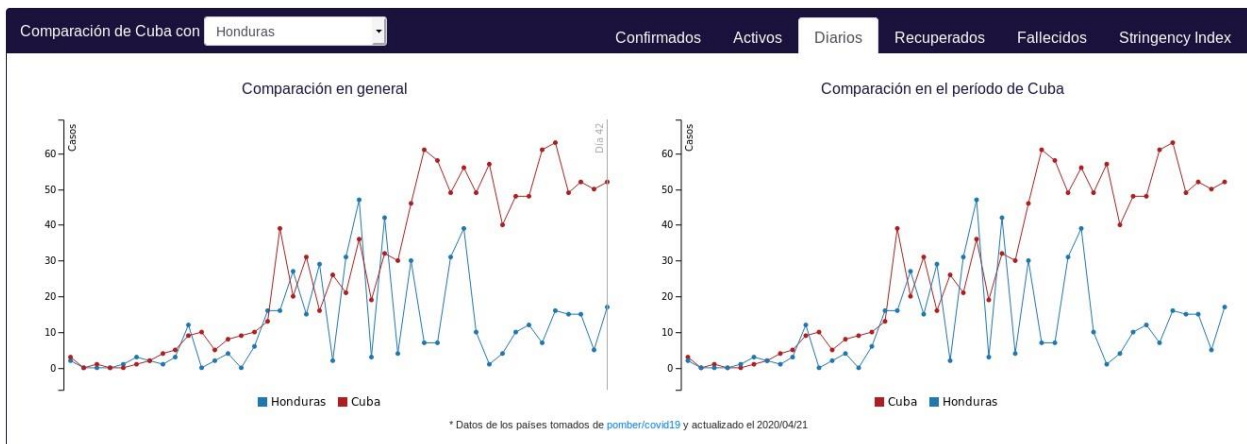 Comparación de Cuba con Honduras
Confirmados Activos Diarios Recuperados Fallecidos Stringency Index
Comparación en general
Casos
60
50
40
30
20
10
0
Día 42
Honduras Cuba
Comparación en el período de Cuba
Casos
60
50
40
30
20
10
0
Cuba Honduras
* Datos de los países tomados de pomber/covid19 y actualizado el 2020/04/21